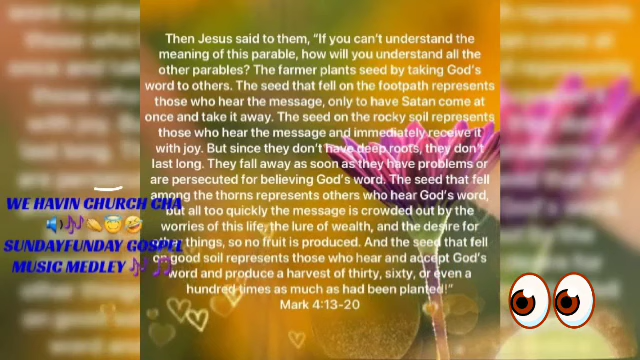 Then Jesus said to them, “If you can’t understand the
meaning of this parable, how will you understand all the
other parables? The farmer plants seed by taking God’s
word to others. The seed that fell on the footpath represents
those who hear the message, only to have Satan come at
once and take it away. The seed on the rocky soil represents
those who hear the message and immediately receive it
with joy. But since they don’t have deep roots, they don’t
last long. They fall away as soon as they have problems or
are persecuted for believing God’s word. The seed that fell
among the thorns represents others who hear God’s word,
but all too quickly the message is crowded out by the
worries of this life, the lure of wealth, and the desire for
other things, so no fruit is produced. And the seed that fell
on good soil represents those who hear and accept God’s
word and produce a harvest of thirty, sixty, or even a
hundred times as much as had been planted!”
Mark 4:13-20
WE HAVIN CHURCH CHA
🔊🎶👏😇🤣
SUNDAYFUNDAY GOSPEL
MUSIC MEDLEY 🎶🎵